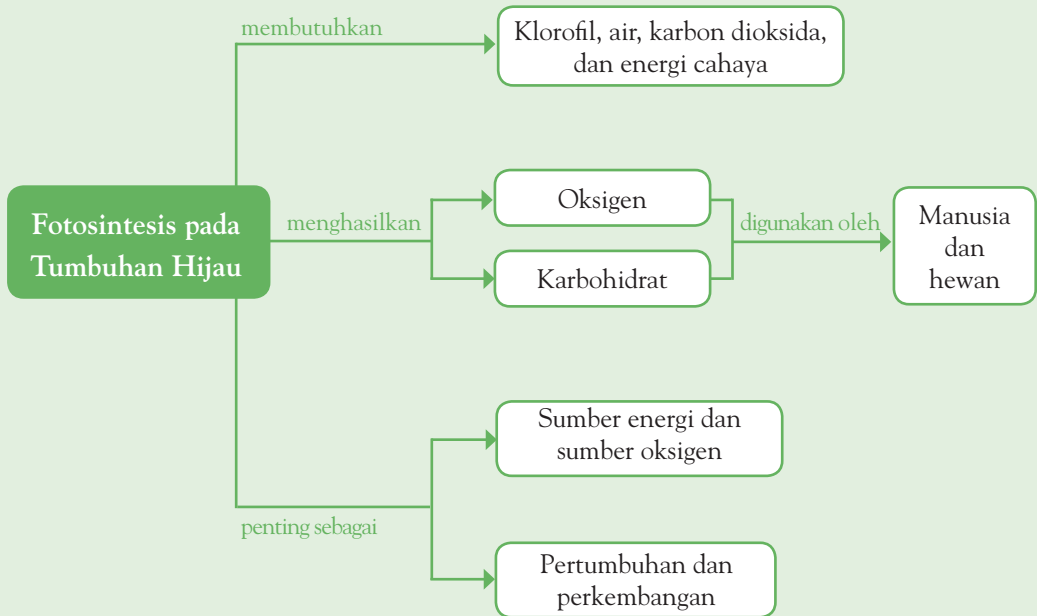 membutuhkan
Klorofil, air, karbon dioksida,
dan energi cahaya
Fotosintesis pada
Tumbuhan Hijau
menghasilkan
Oksigen
Karbohidrat
digunakan oleh
Manusia
dan
hewan
penting sebagai
Sumber energi dan
sumber oksigen
Pertumbuhan dan
perkembangan